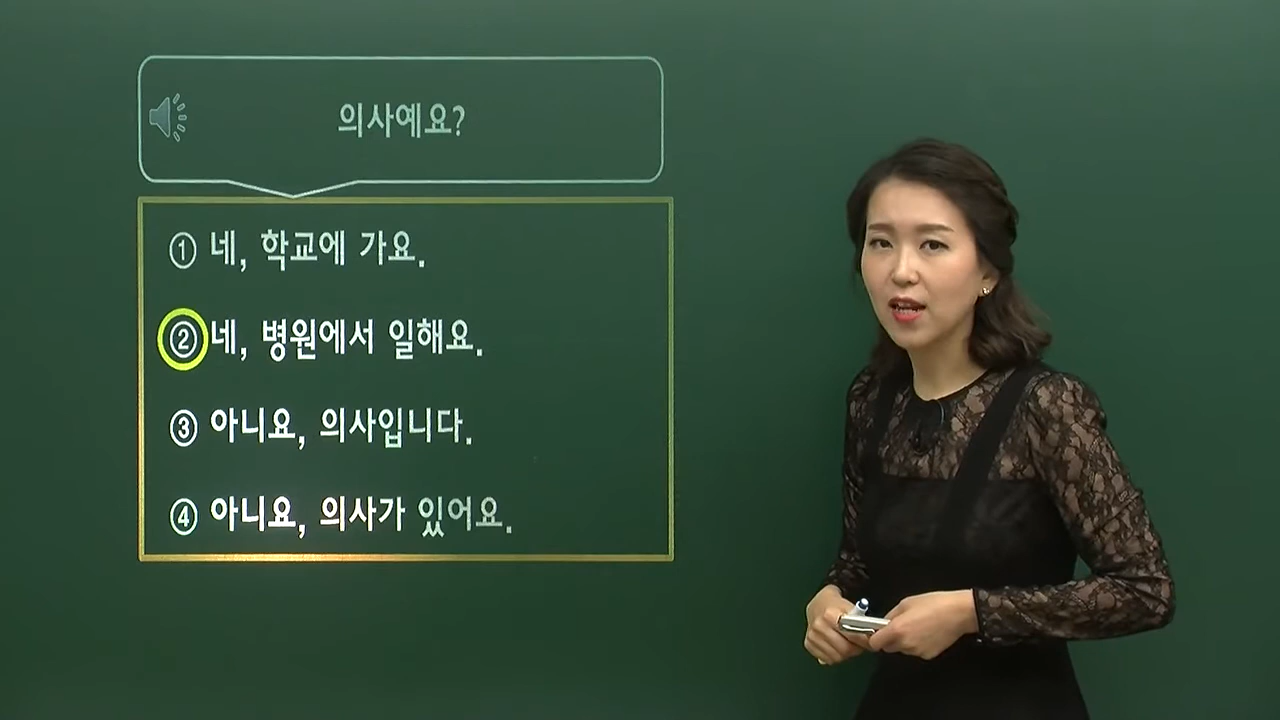 의사예요?
① 네, 학교에 가요.
② 네, 병원에서 일해요.
③ 아니요, 의사입니다.
④ 아니요, 의사가 있어요.